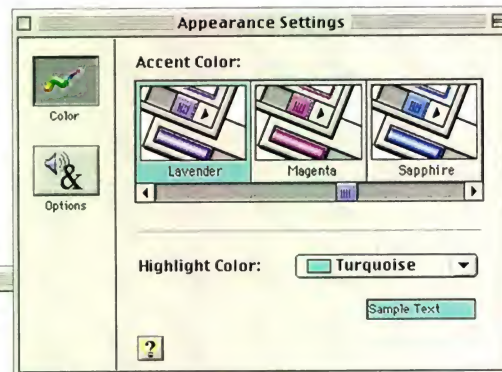 Appearance Settings
Color
&
Options
Accent Color:
Lavender Magenta Sapphire
Highlight Color:
Turquoise
Sample Text
?